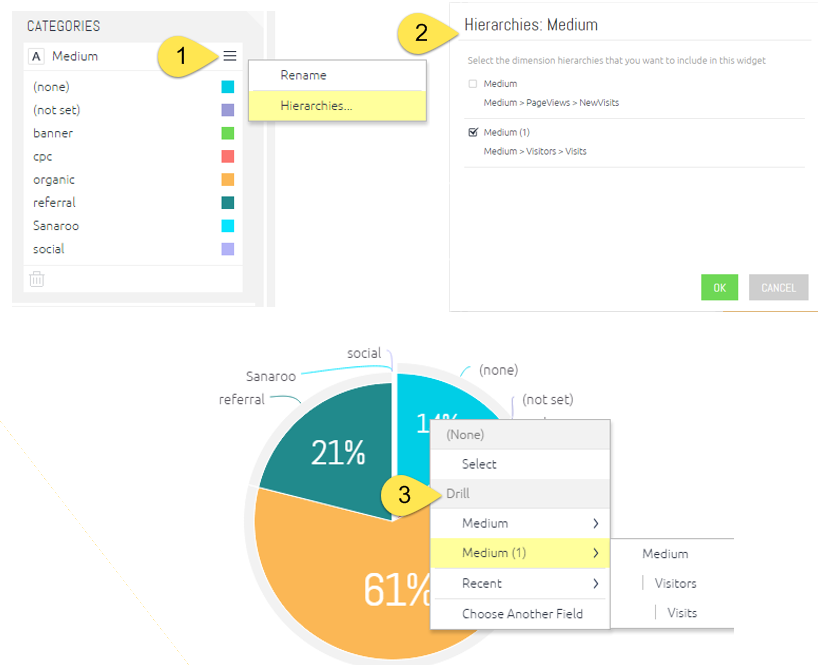 CATEGORIES
A Medium
(none)
(not set)
banner
cpc
organic
referral
Sanaroo
social
1
Rename
Hierarchies...
2
Hierarchies: Medium
Select the dimension hierarchies that you want to include in this widget
Medium
Medium > PageViews > NewVisits
Medium (1)
Medium > Visitors > Visits
OK CANCEL
social
Sanaroo
referral
(none)
(not set)
14%
21%
61%
3
(None)
Select
Drill
Medium
Medium (1)
Recent
Choose Another Field
Medium
Visitors
Visits